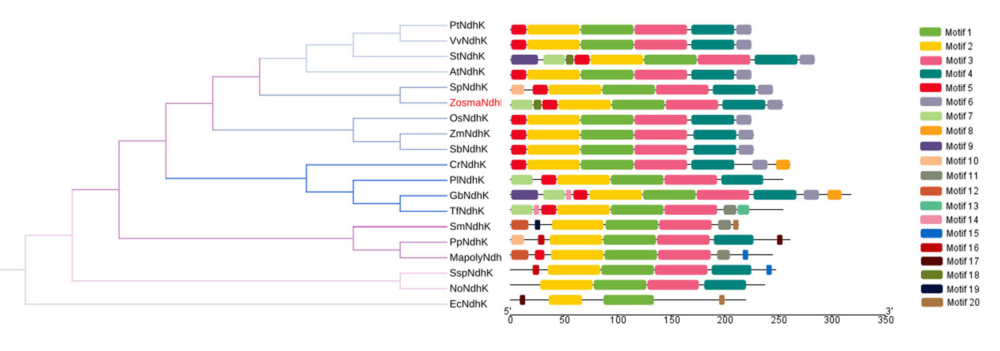 PtNdhK
VvNdhK
StNdhK
AtNdhK
SpNdhK
ZosmaNdh
OsNdhK
ZmNdhK
SbNdhK
CrNdhK
PlNdhK
GbNdhK
TfNdhK
SmNdhK
PpNdhK
MapolyNdh
SspNdhK
NoNdhK
EcNdhK
5' 3'
0 50 100 150 200 250 300 350
Motif 1
Motif 2
Motif 3
Motif 4
Motif 5
Motif 6
Motif 7
Motif 8
Motif 9
Motif 10
Motif 11
Motif 12
Motif 13
Motif 14
Motif 15
Motif 16
Motif 17
Motif 18
Motif 19
Motif 20